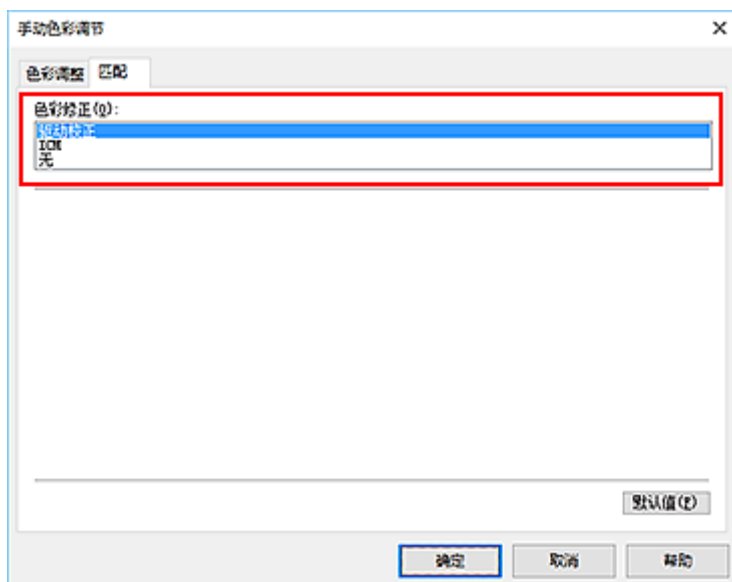 手动色彩调节
色彩调整 匹配
色彩修正(Q):
驱动校正
ICM
无
默认值(F)
确定 取消 帮助